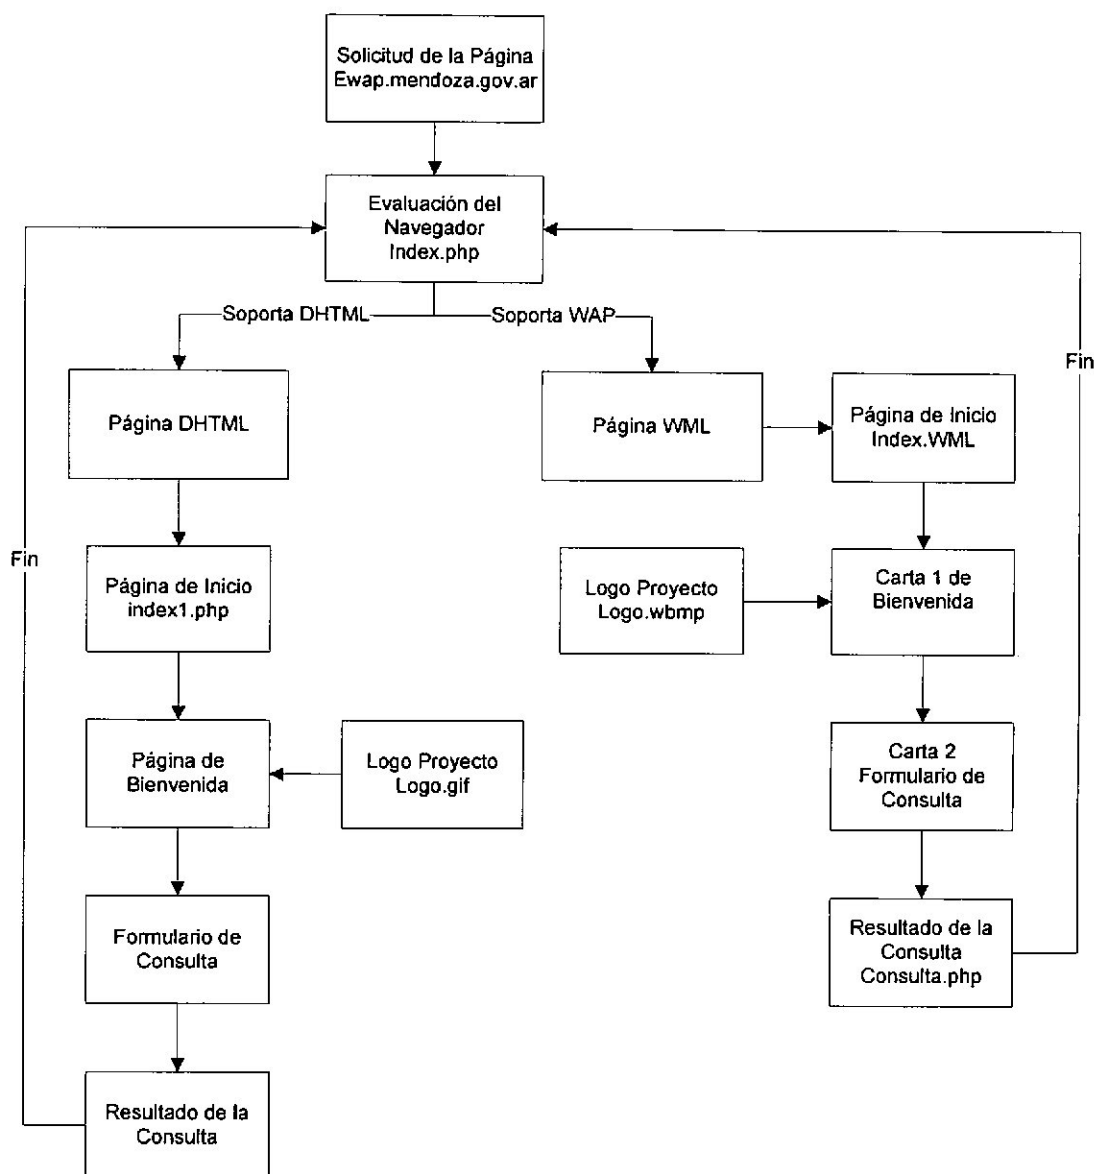 Solicitud de la Página
Ewap.mendoza.gov.ar
Evaluación del
Navegador
Index.php
Soporta DHTML
Soporta WAP
Fin
Página DHTML
Página WML
Página de Inicio
Index.WML
Fin
Página de Inicio
index1.php
Logo Proyecto
Logo.wbmp
Carta 1 de
Bienvenida
Página de
Bienvenida
Logo Proyecto
Logo.gif
Carta 2
Formulario de
Consulta
Formulario de
Consulta
Resultado de la
Consulta
Consulta.php
Resultado de la
Consulta